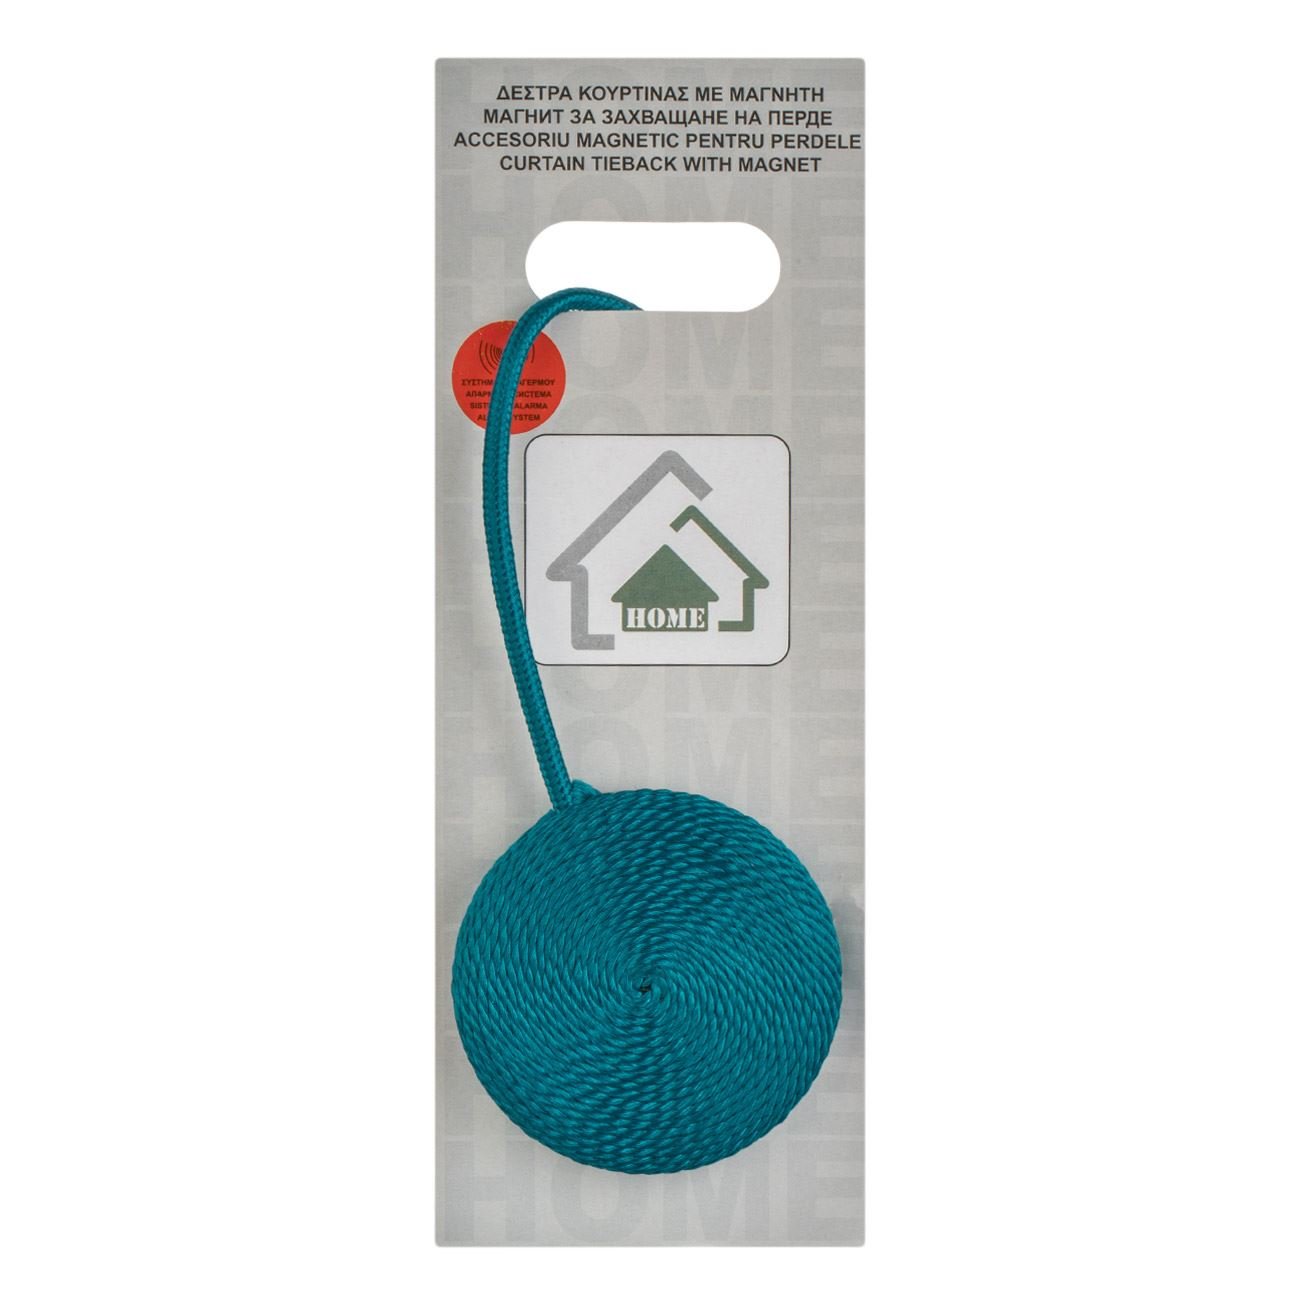 ΔΕΣΤΡΑ ΚΟΥΡΤΙΝΑΣ ΜΕ ΜΑΓΝΗΤΗ
МАГНИТ ЗА ЗАХВАЩАНЕ НА ПЕРДЕ
ACCESORIU MAGNETIC PENTRU PERDELE
CURTAIN TIEBACK WITH MAGNET
HOME